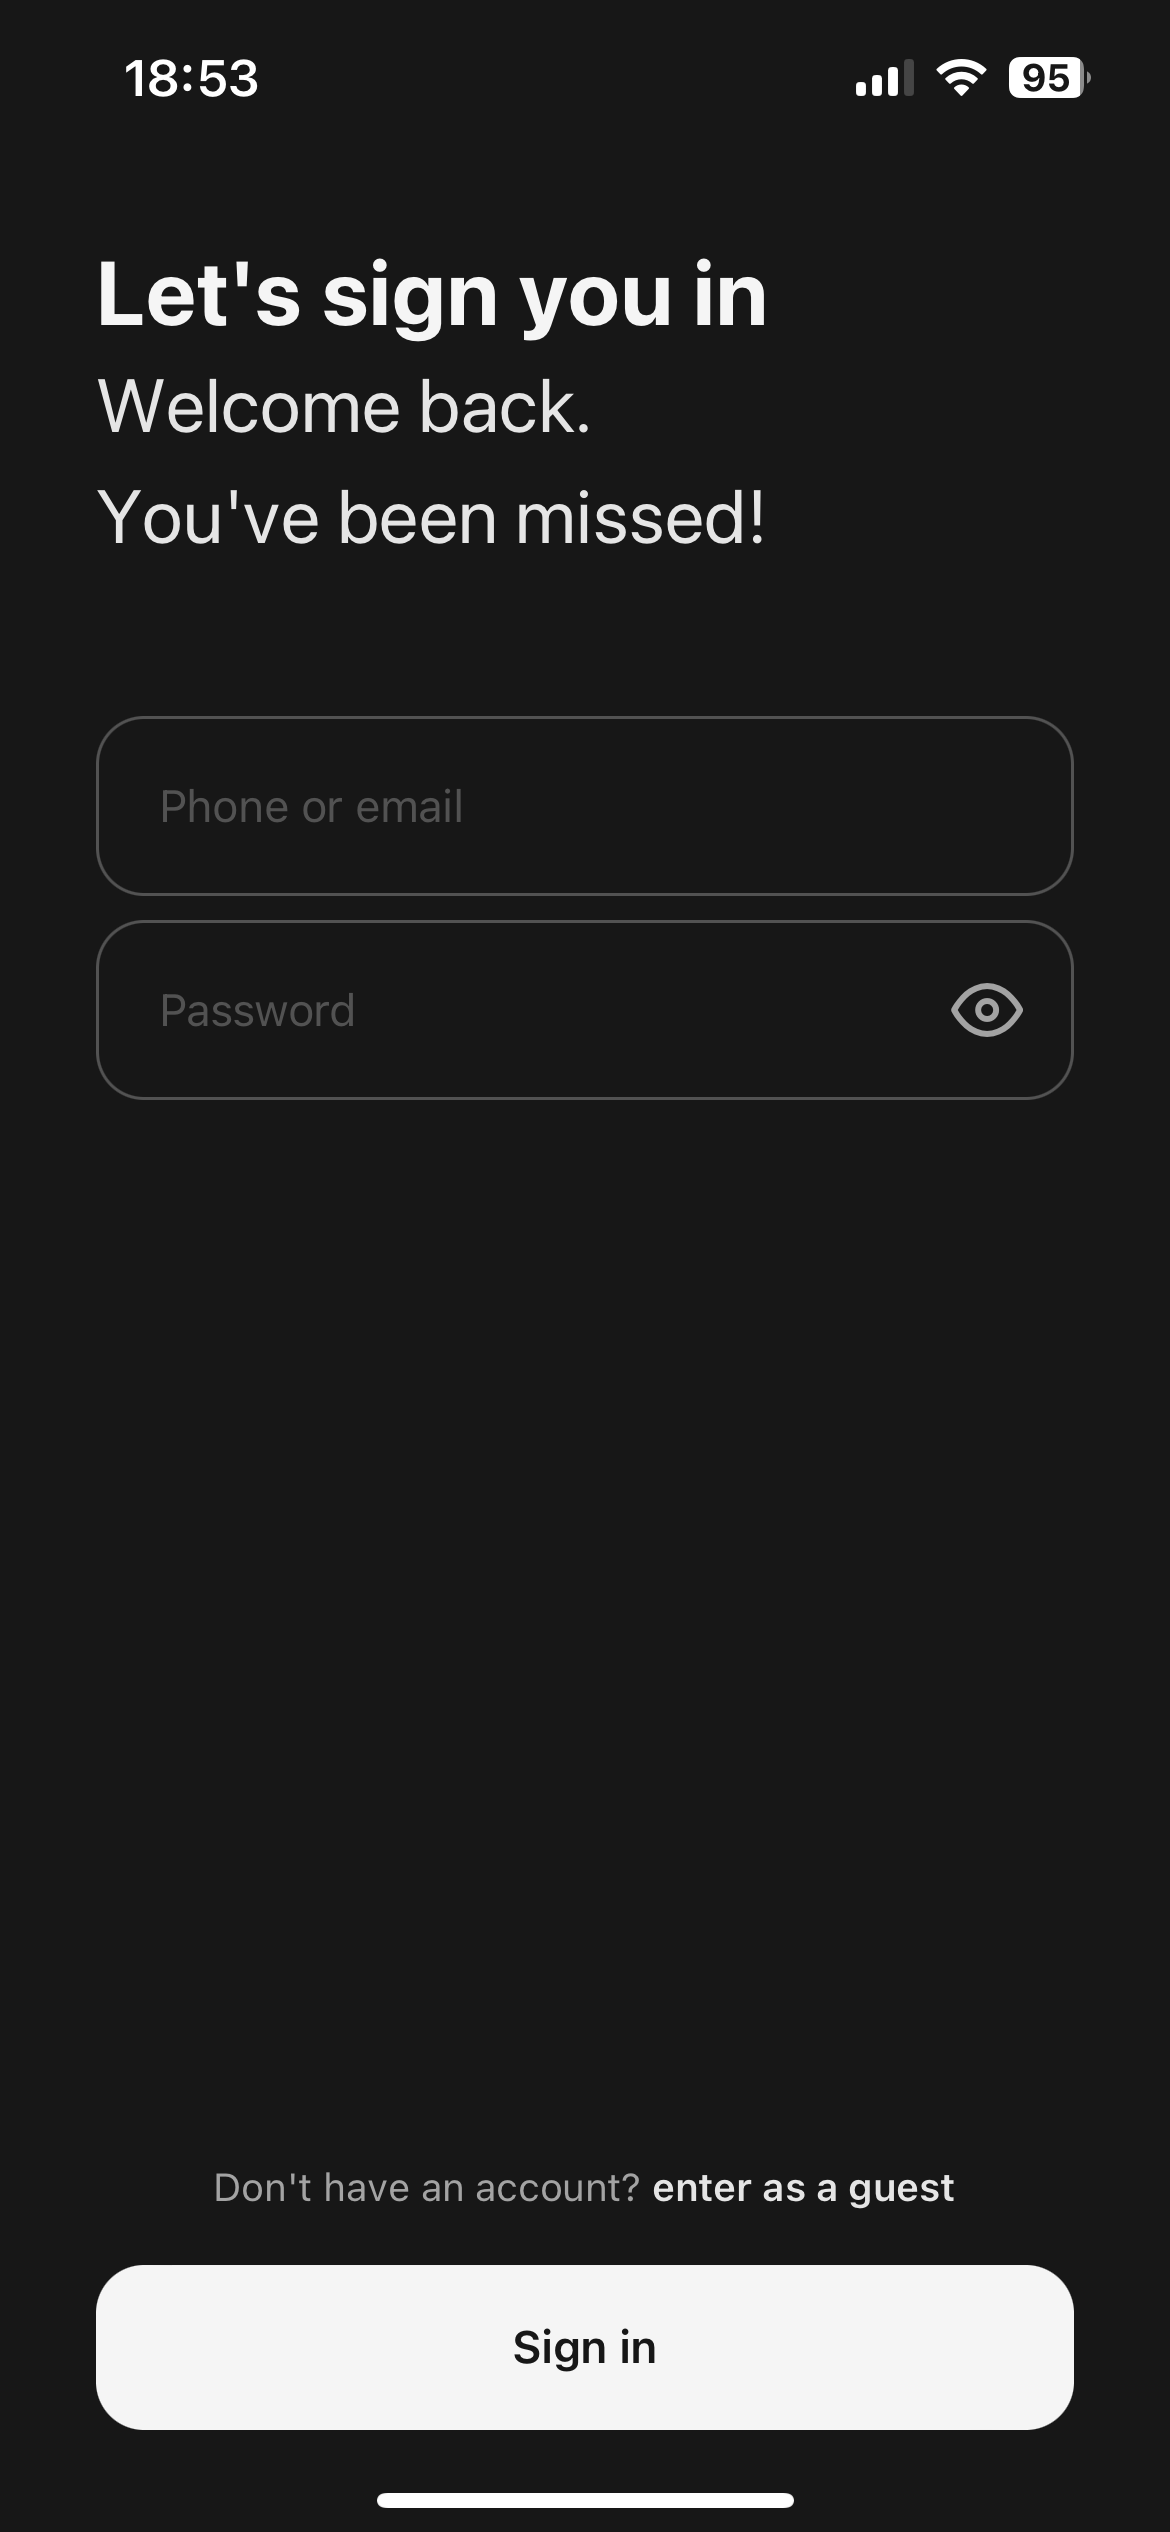 18:53
95
Let's sign you in
Welcome back.
You've been missed!
Phone or email
Password
Don't have an account? enter as a guest
Sign in